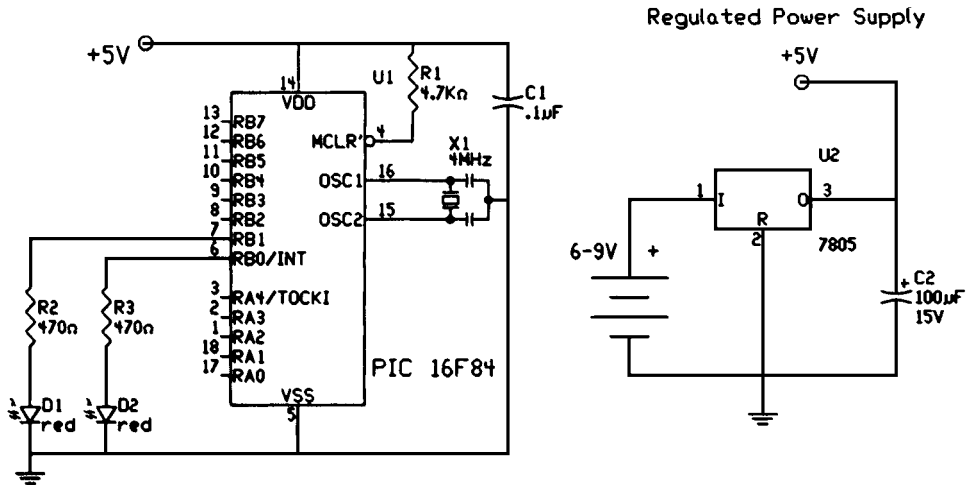 Regulated Power Supply
+5V
14
VDD
U1
R1
4.7KΩ
C1
.1µF
13 RB7
12 RB6
11 RB5
10 RB4
9 RB3
8 RB2
7 RB1
6 RB0/INT
3 RA4/TOCKI
2 RA3
1 RA2
18 RA1
17 RA0
MCLR' 4
OSC1 16
OSC2 15
X1
4MHz
PIC 16F84
VSS
5
R2
470Ω
R3
470Ω
D1
red
D2
red
+5V
U2
1 I
O 3
R
2
7805
6-9V +
+ C2
100µF
15V